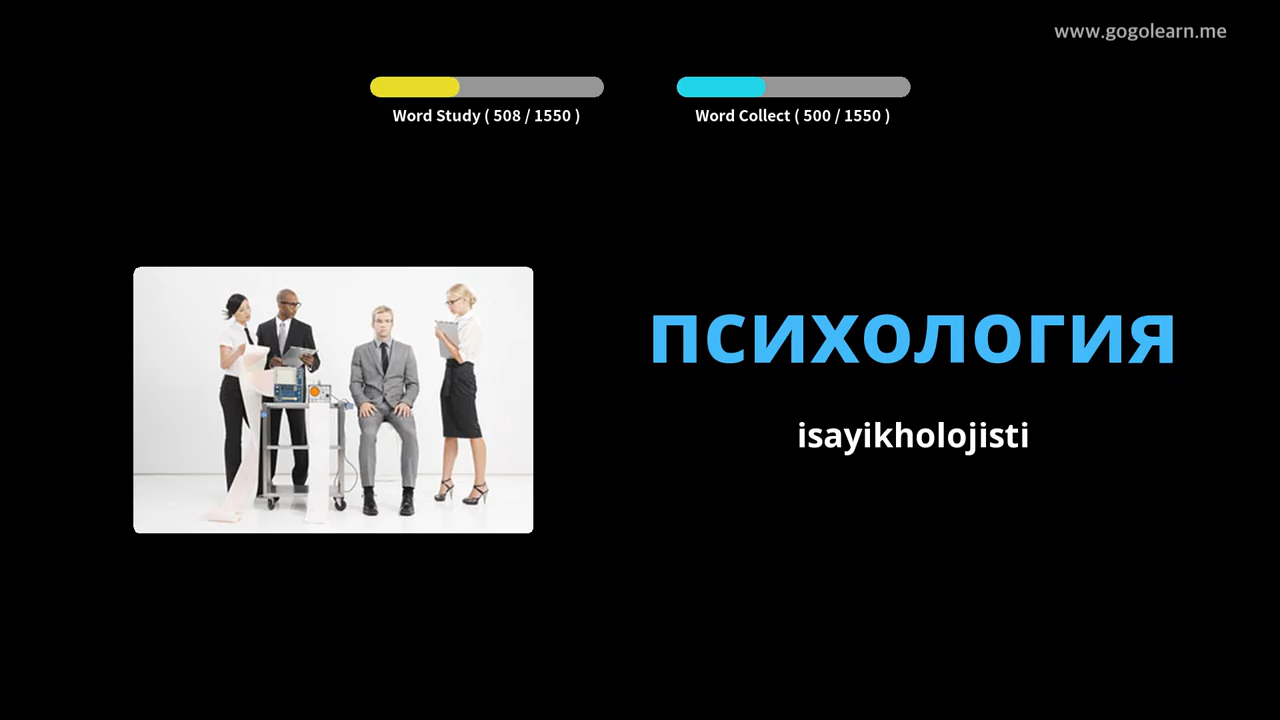 www.gogolearn.me
Word Study ( 508 / 1550 )
Word Collect ( 500 / 1550 )
психология
isayikholojisti